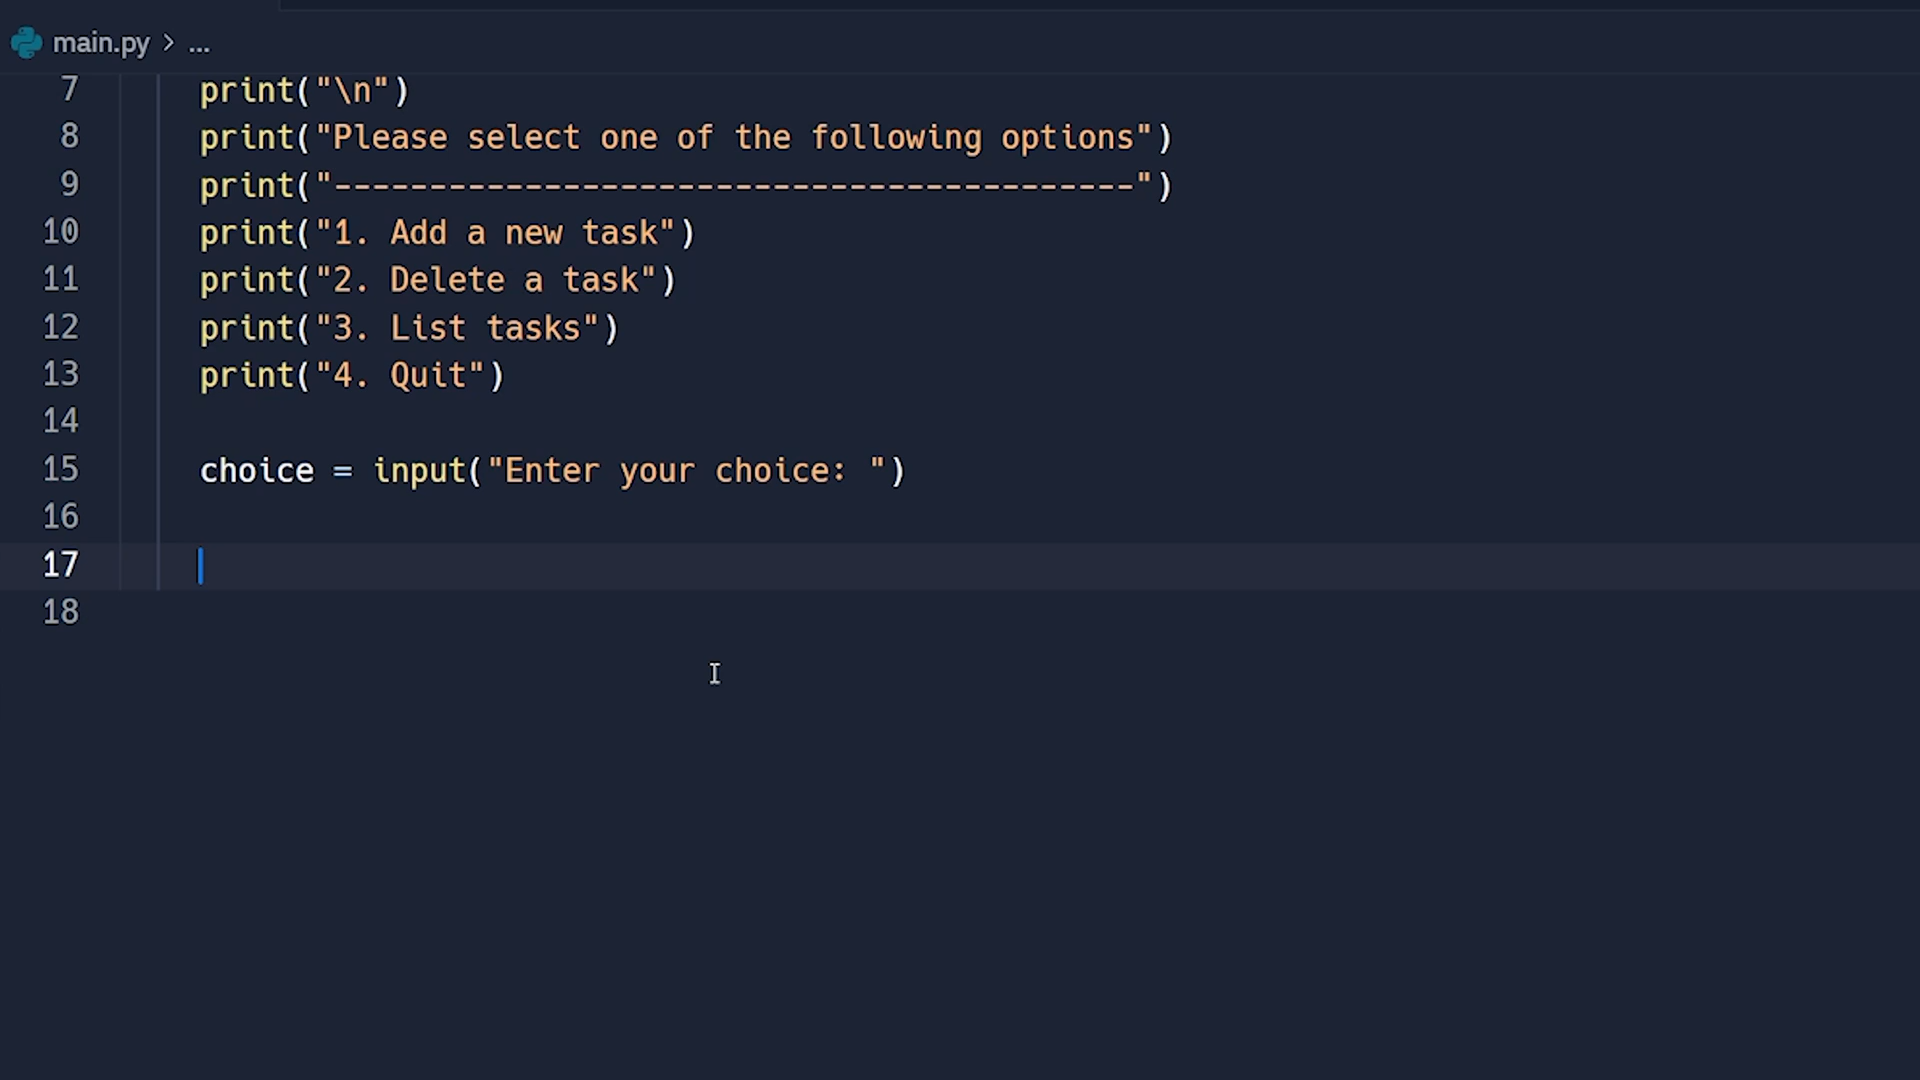 main.py > ...
7 print("\n")
8 print("Please select one of the following options")
9 print("------------------------------------------")
10 print("1. Add a new task")
11 print("2. Delete a task")
12 print("3. List tasks")
13 print("4. Quit")
14
15 choice = input("Enter your choice: ")
16
17
18